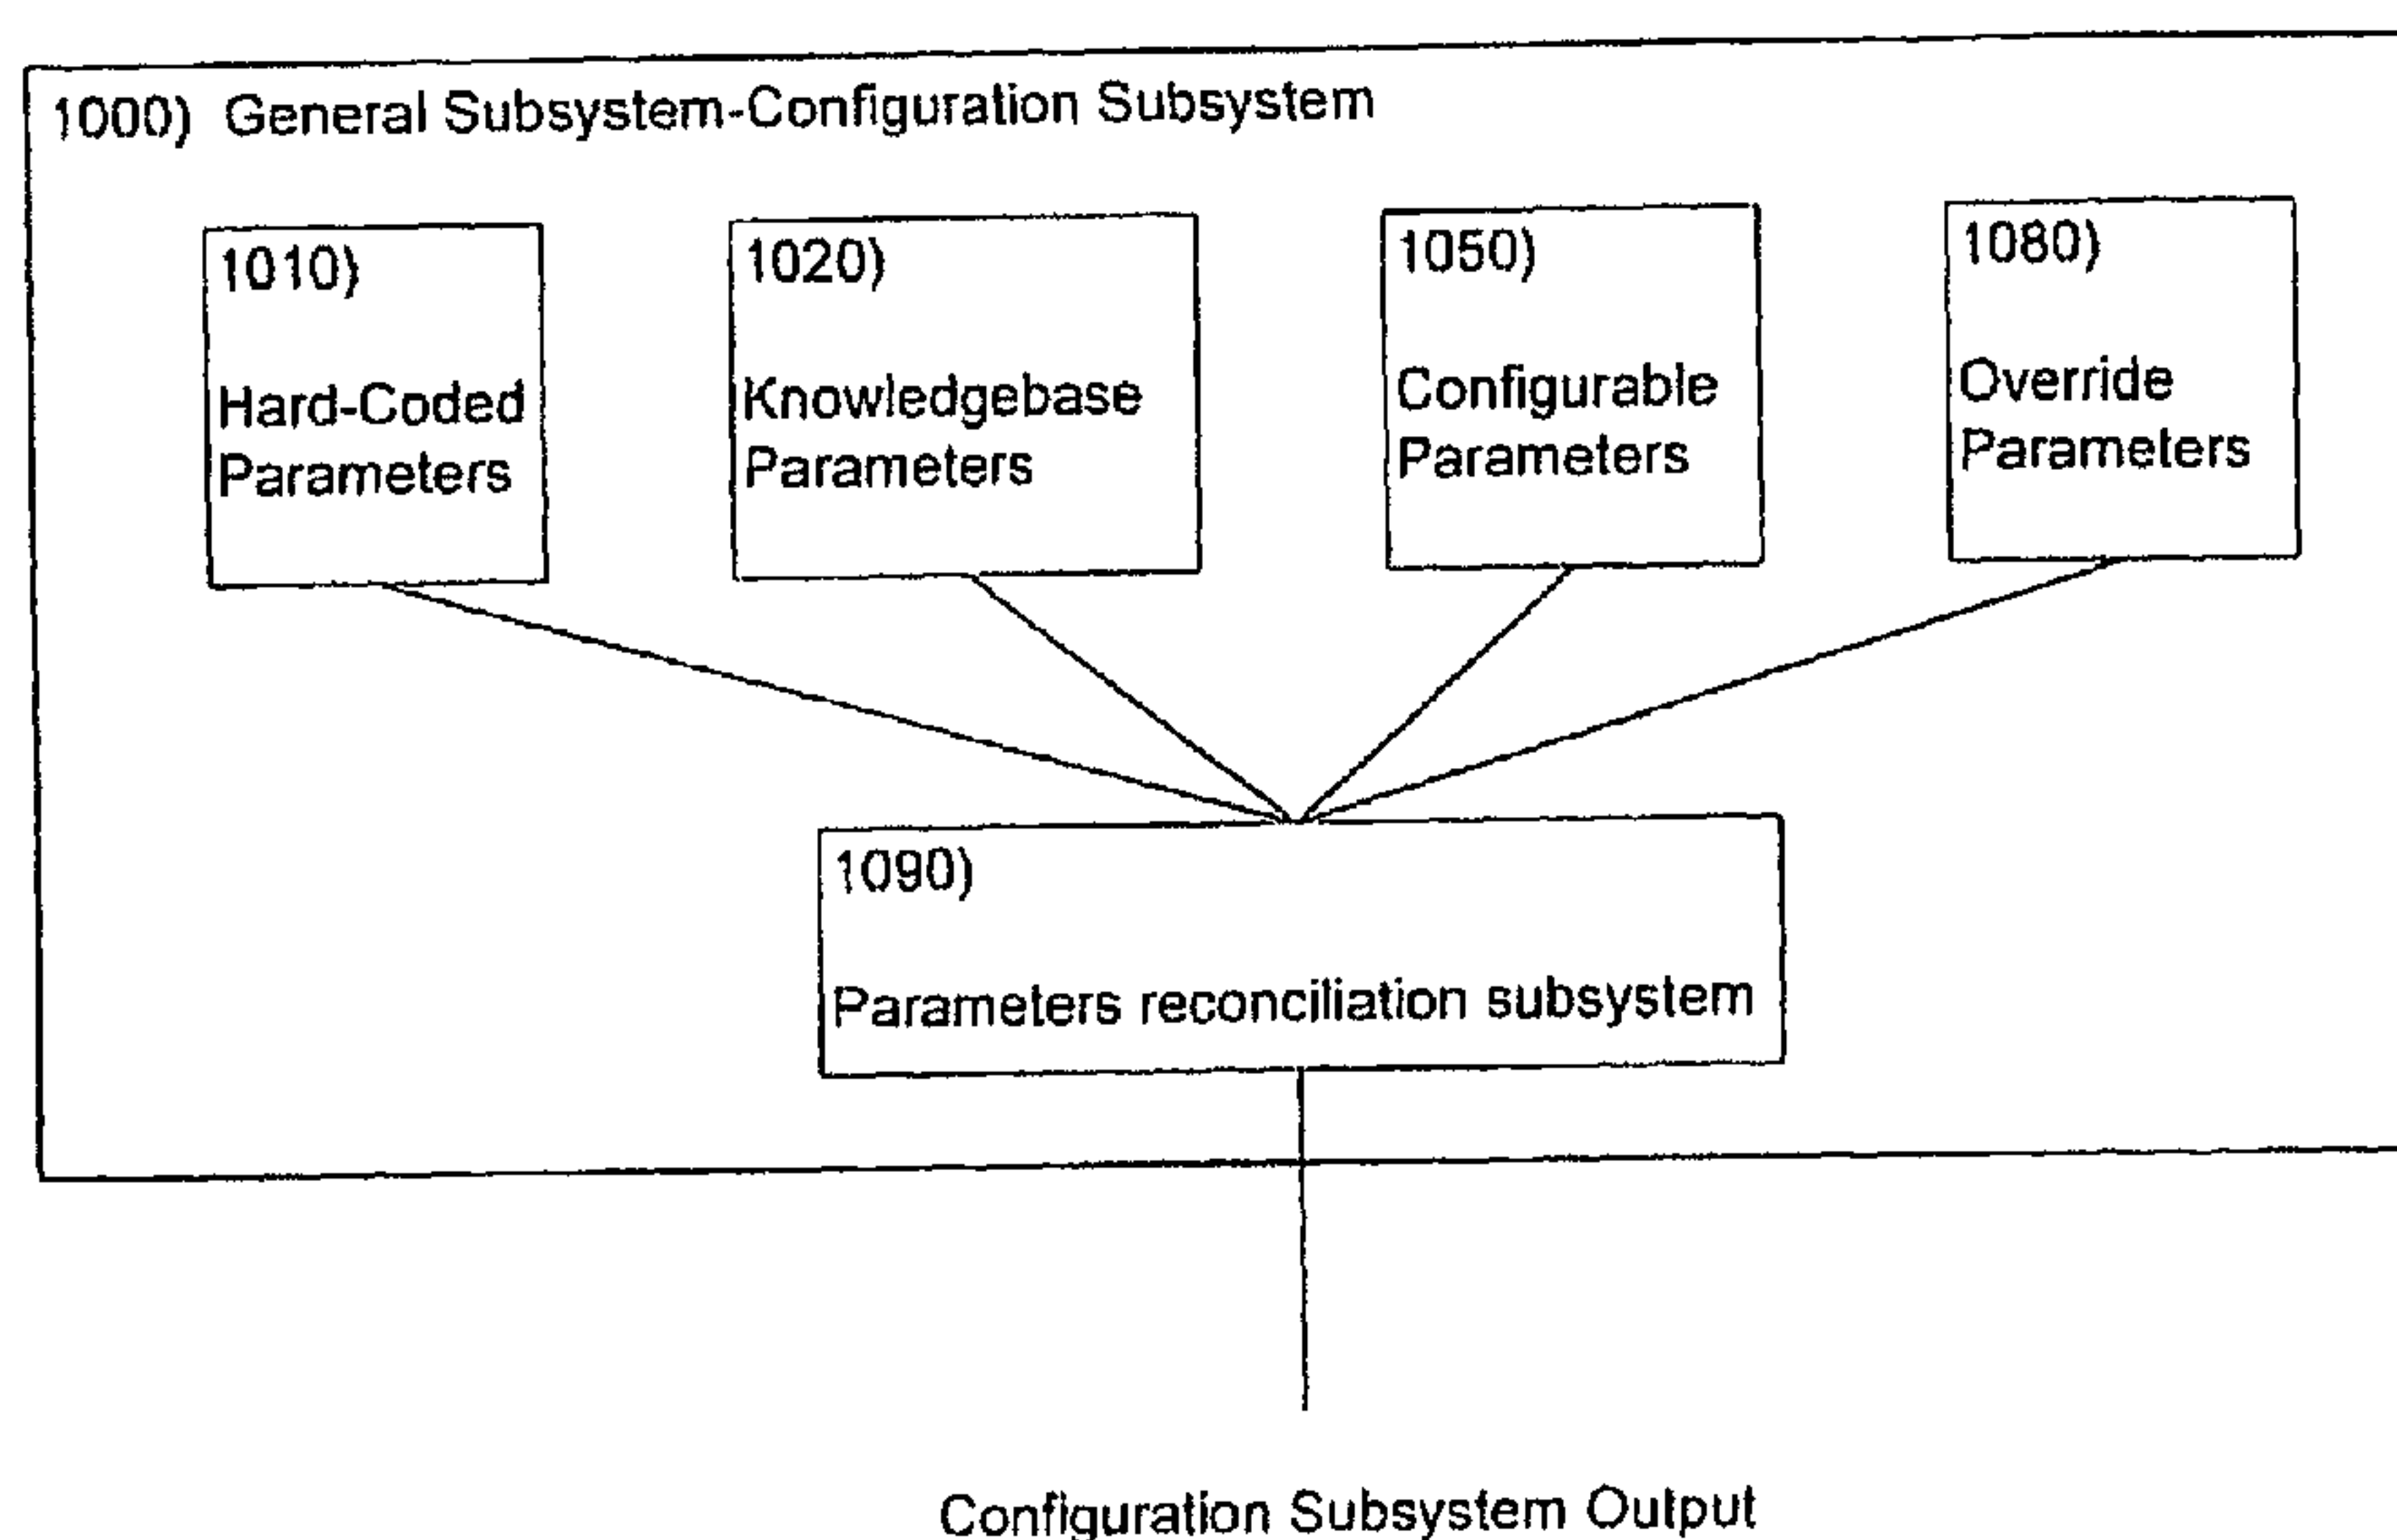 1000) General Subsystem-Configuration Subsystem
1010)
Hard-Coded
Parameters
1020)
Knowledgebase
Parameters
1050)
Configurable
Parameters
1080)
Override
Parameters
1090)
Parameters reconciliation subsystem
Configuration Subsystem Output